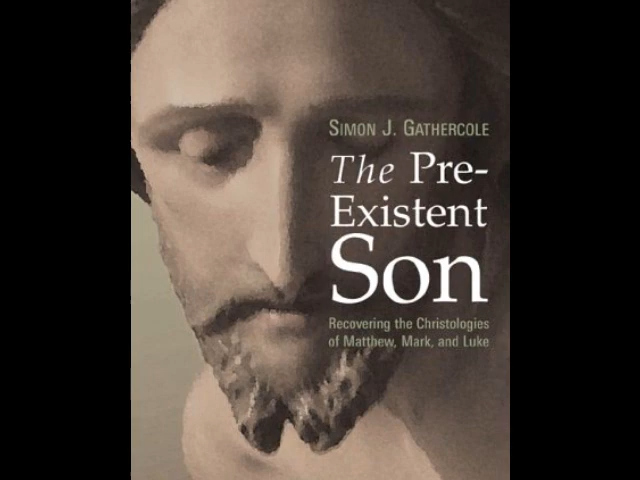 SIMON J. GATHERCOLE
The Pre-
Existent
Son
Recovering the Christologies
of Matthew, Mark, and Luke